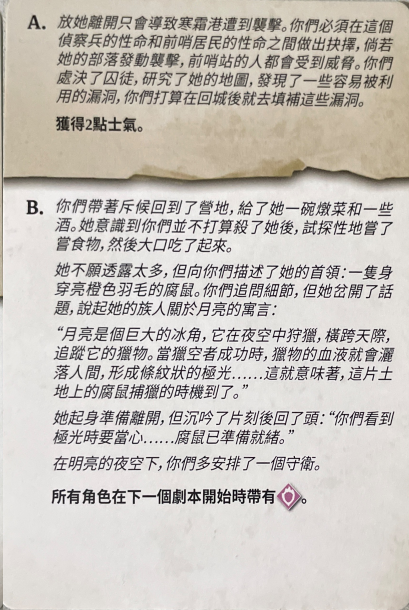 A. 放她離開只會導致寒霜港遭到襲擊。你們必須在這個
偵察兵的性命和前哨居民的性命之間做出抉擇，倘若
她的部落發動襲擊，前哨站的人都會受到威脅。你們
處決了囚徒，研究了她的地圖，發現了一些容易被利
用的漏洞，你們打算在回城後就去填補這些漏洞。
獲得2點士氣。
B. 你們帶著斥候回到了營地，給了她一碗燉菜和一些
酒。她意識到你們並不打算殺了她後，試探性地嘗了
嘗食物，然後大口吃了起來。
她不願透露太多，但向你們描述了她的首領：一隻身
穿亮橙色羽毛的腐鼠。你們追問細節，但她岔開了話
題，說起她的族人關於月亮的寓言：
“月亮是個巨大的冰角，它在夜空中狩獵，橫跨天際，
追蹤它的獵物。當獵坐者成功時，獵物的血液就會灑
落人間，形成條紋狀的極光……這就意味著，這片土
地上的腐鼠捕獵的時機到了。”
她起身準備離開，但沉吟了片刻後回了頭：“你們看到
極光時要當心……腐鼠已準備就緒。”
在明亮的夜空下，你們多安排了一個守衛。
所有角色在下一個劇本開始時帶有。